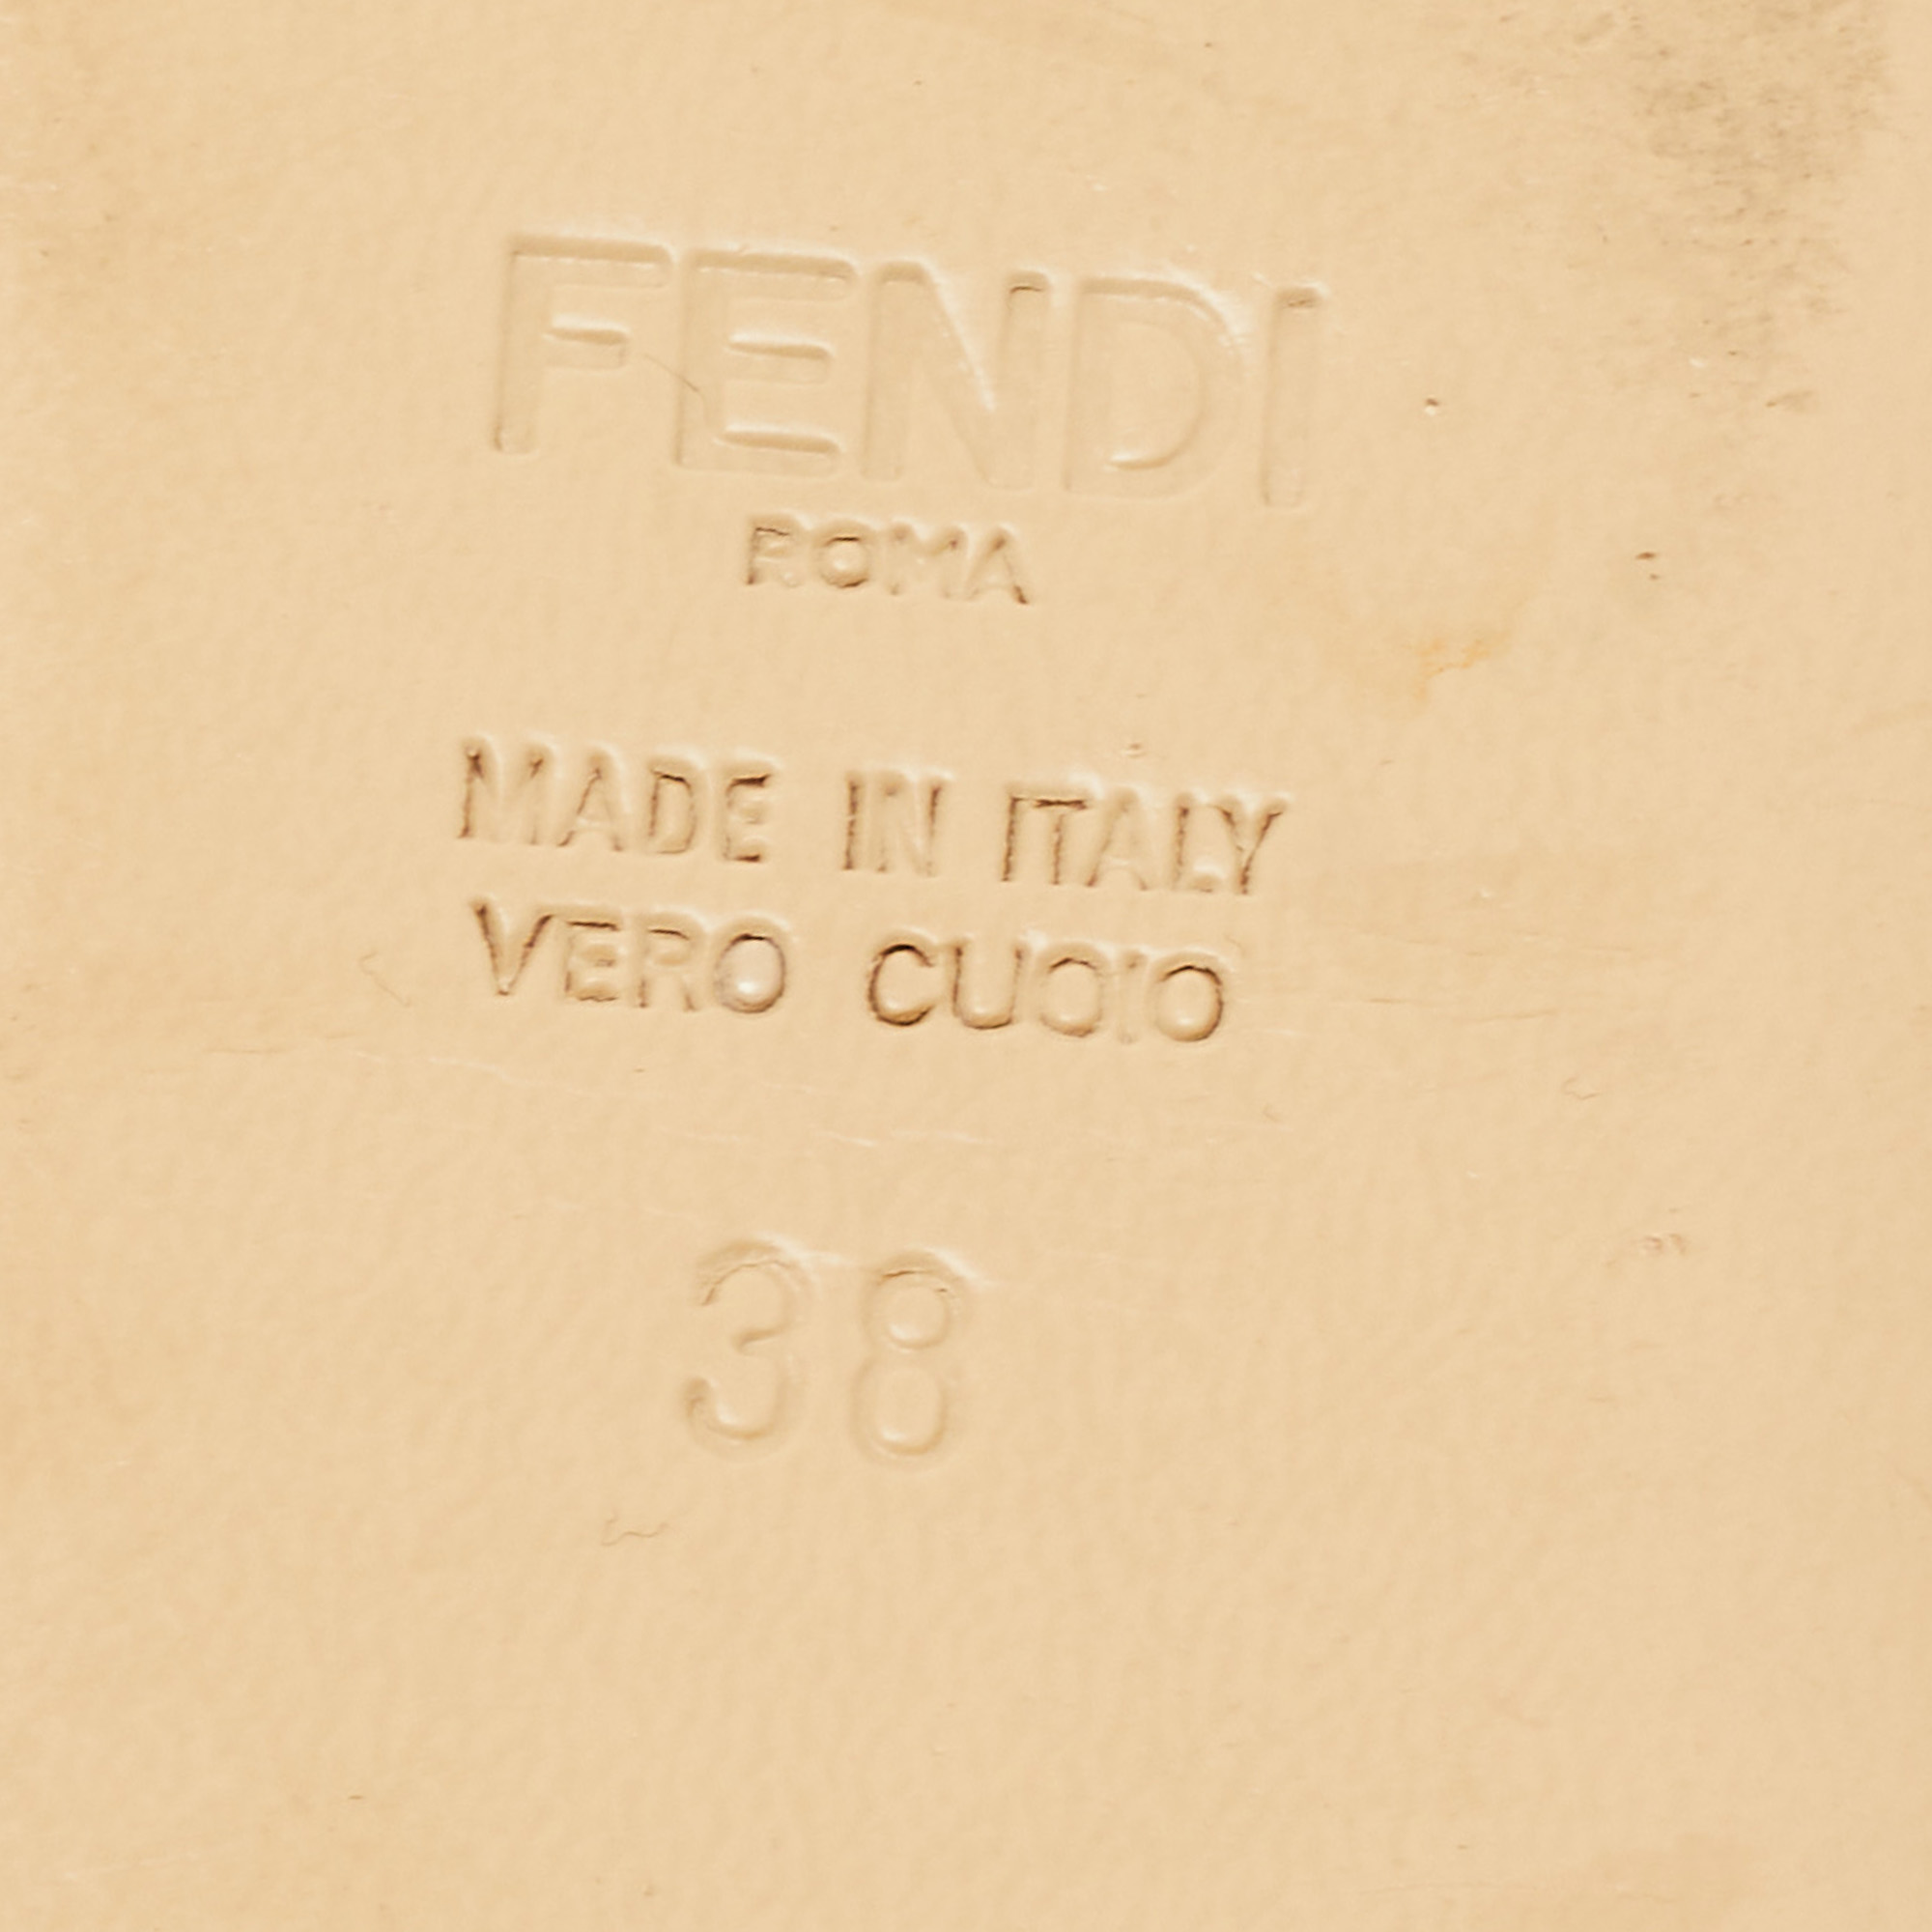 FENDI
ROMA
MADE IN ITALY
VERO CUOIO
38